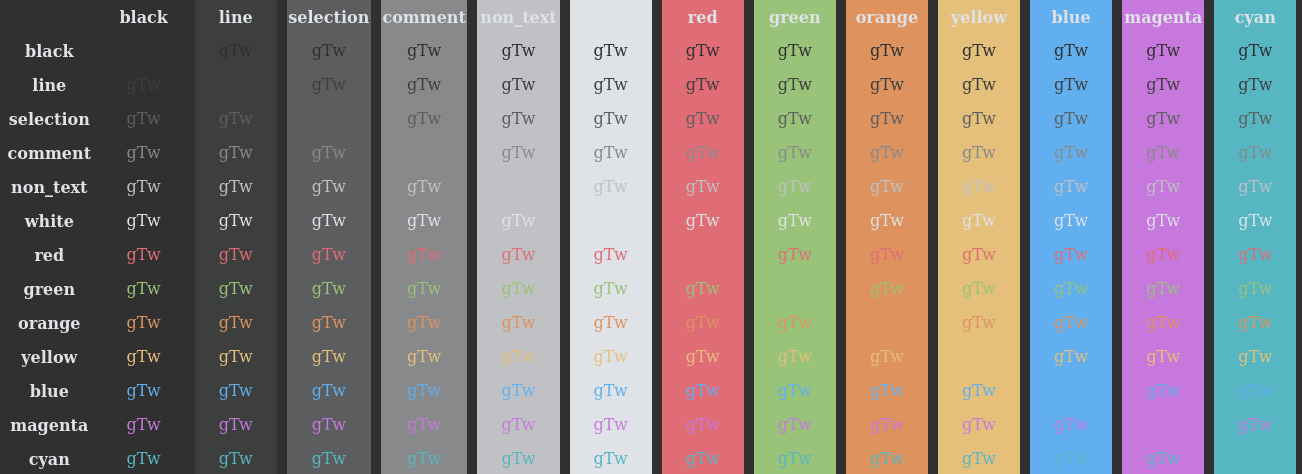 black line selection comment non_text red green orange yellow blue magenta cyan
black gTw gTw gTw gTw gTw gTw gTw gTw gTw gTw gTw gTw
line gTw gTw gTw gTw gTw gTw gTw gTw gTw gTw gTw gTw
selection gTw gTw gTw gTw gTw gTw gTw gTw gTw gTw gTw gTw
comment gTw gTw gTw gTw gTw gTw gTw gTw gTw gTw gTw gTw
non_text gTw gTw gTw gTw gTw gTw gTw gTw gTw gTw gTw gTw
white gTw gTw gTw gTw gTw gTw gTw gTw gTw gTw gTw gTw
red gTw gTw gTw gTw gTw gTw gTw gTw gTw gTw gTw gTw
green gTw gTw gTw gTw gTw gTw gTw gTw gTw gTw gTw gTw
orange gTw gTw gTw gTw gTw gTw gTw gTw gTw gTw gTw gTw
yellow gTw gTw gTw gTw gTw gTw gTw gTw gTw gTw gTw gTw
blue gTw gTw gTw gTw gTw gTw gTw gTw gTw gTw gTw gTw
magenta gTw gTw gTw gTw gTw gTw gTw gTw gTw gTw gTw gTw
cyan gTw gTw gTw gTw gTw gTw gTw gTw gTw gTw gTw gTw